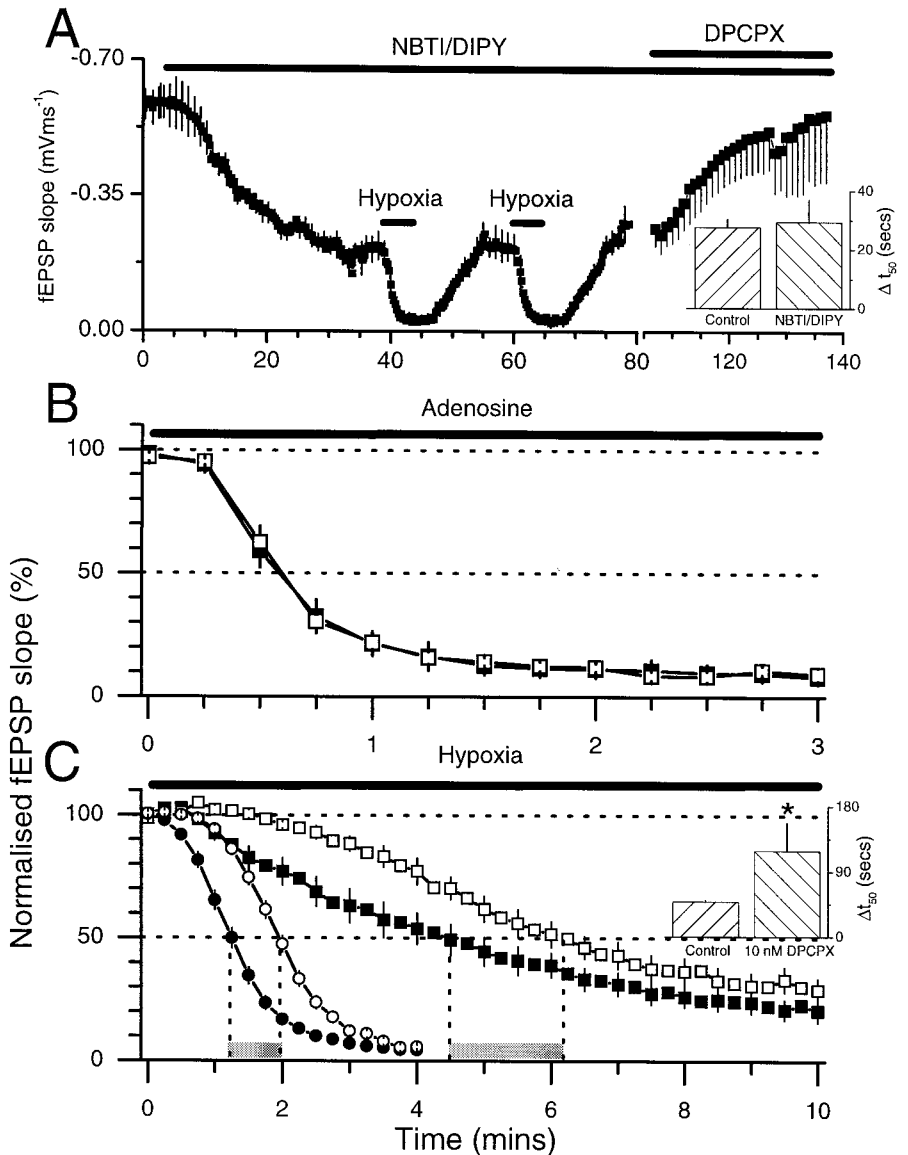 A
NBTI/DIPY
DPCPX
fEPSP slope (mVms⁻¹)
-0.70
-0.35
0.00
Hypoxia
Hypoxia
0
20
40
60
80
100
120
140
40
20
0
Δ t₅₀ (secs)
Control
NBTI/DIPY
B
Adenosine
Normalised fEPSP slope (%)
100
50
0
0
1
2
3
C
Hypoxia
100
50
0
180
90
0
Δt₅₀ (secs)
*
Control
10 nM DPCPX
0
2
4
6
8
10
Time (mins)